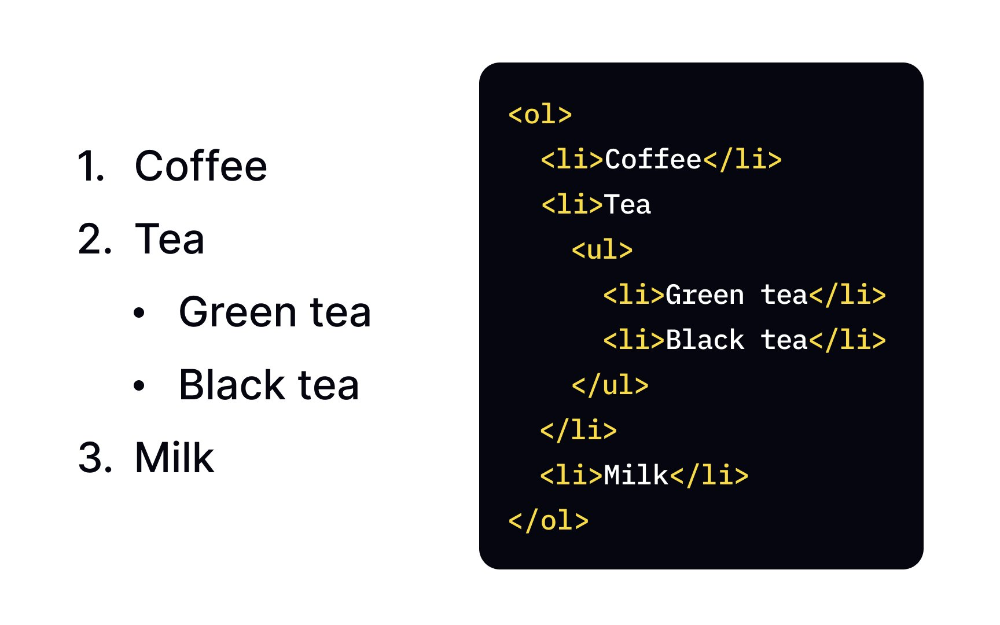 1. Coffee
2. Tea
• Green tea
• Black tea
3. Milk
<ol>
<li>Coffee</li>
<li>Tea
<ul>
<li>Green tea</li>
<li>Black tea</li>
</ul>
</li>
<li>Milk</li>
</ol>